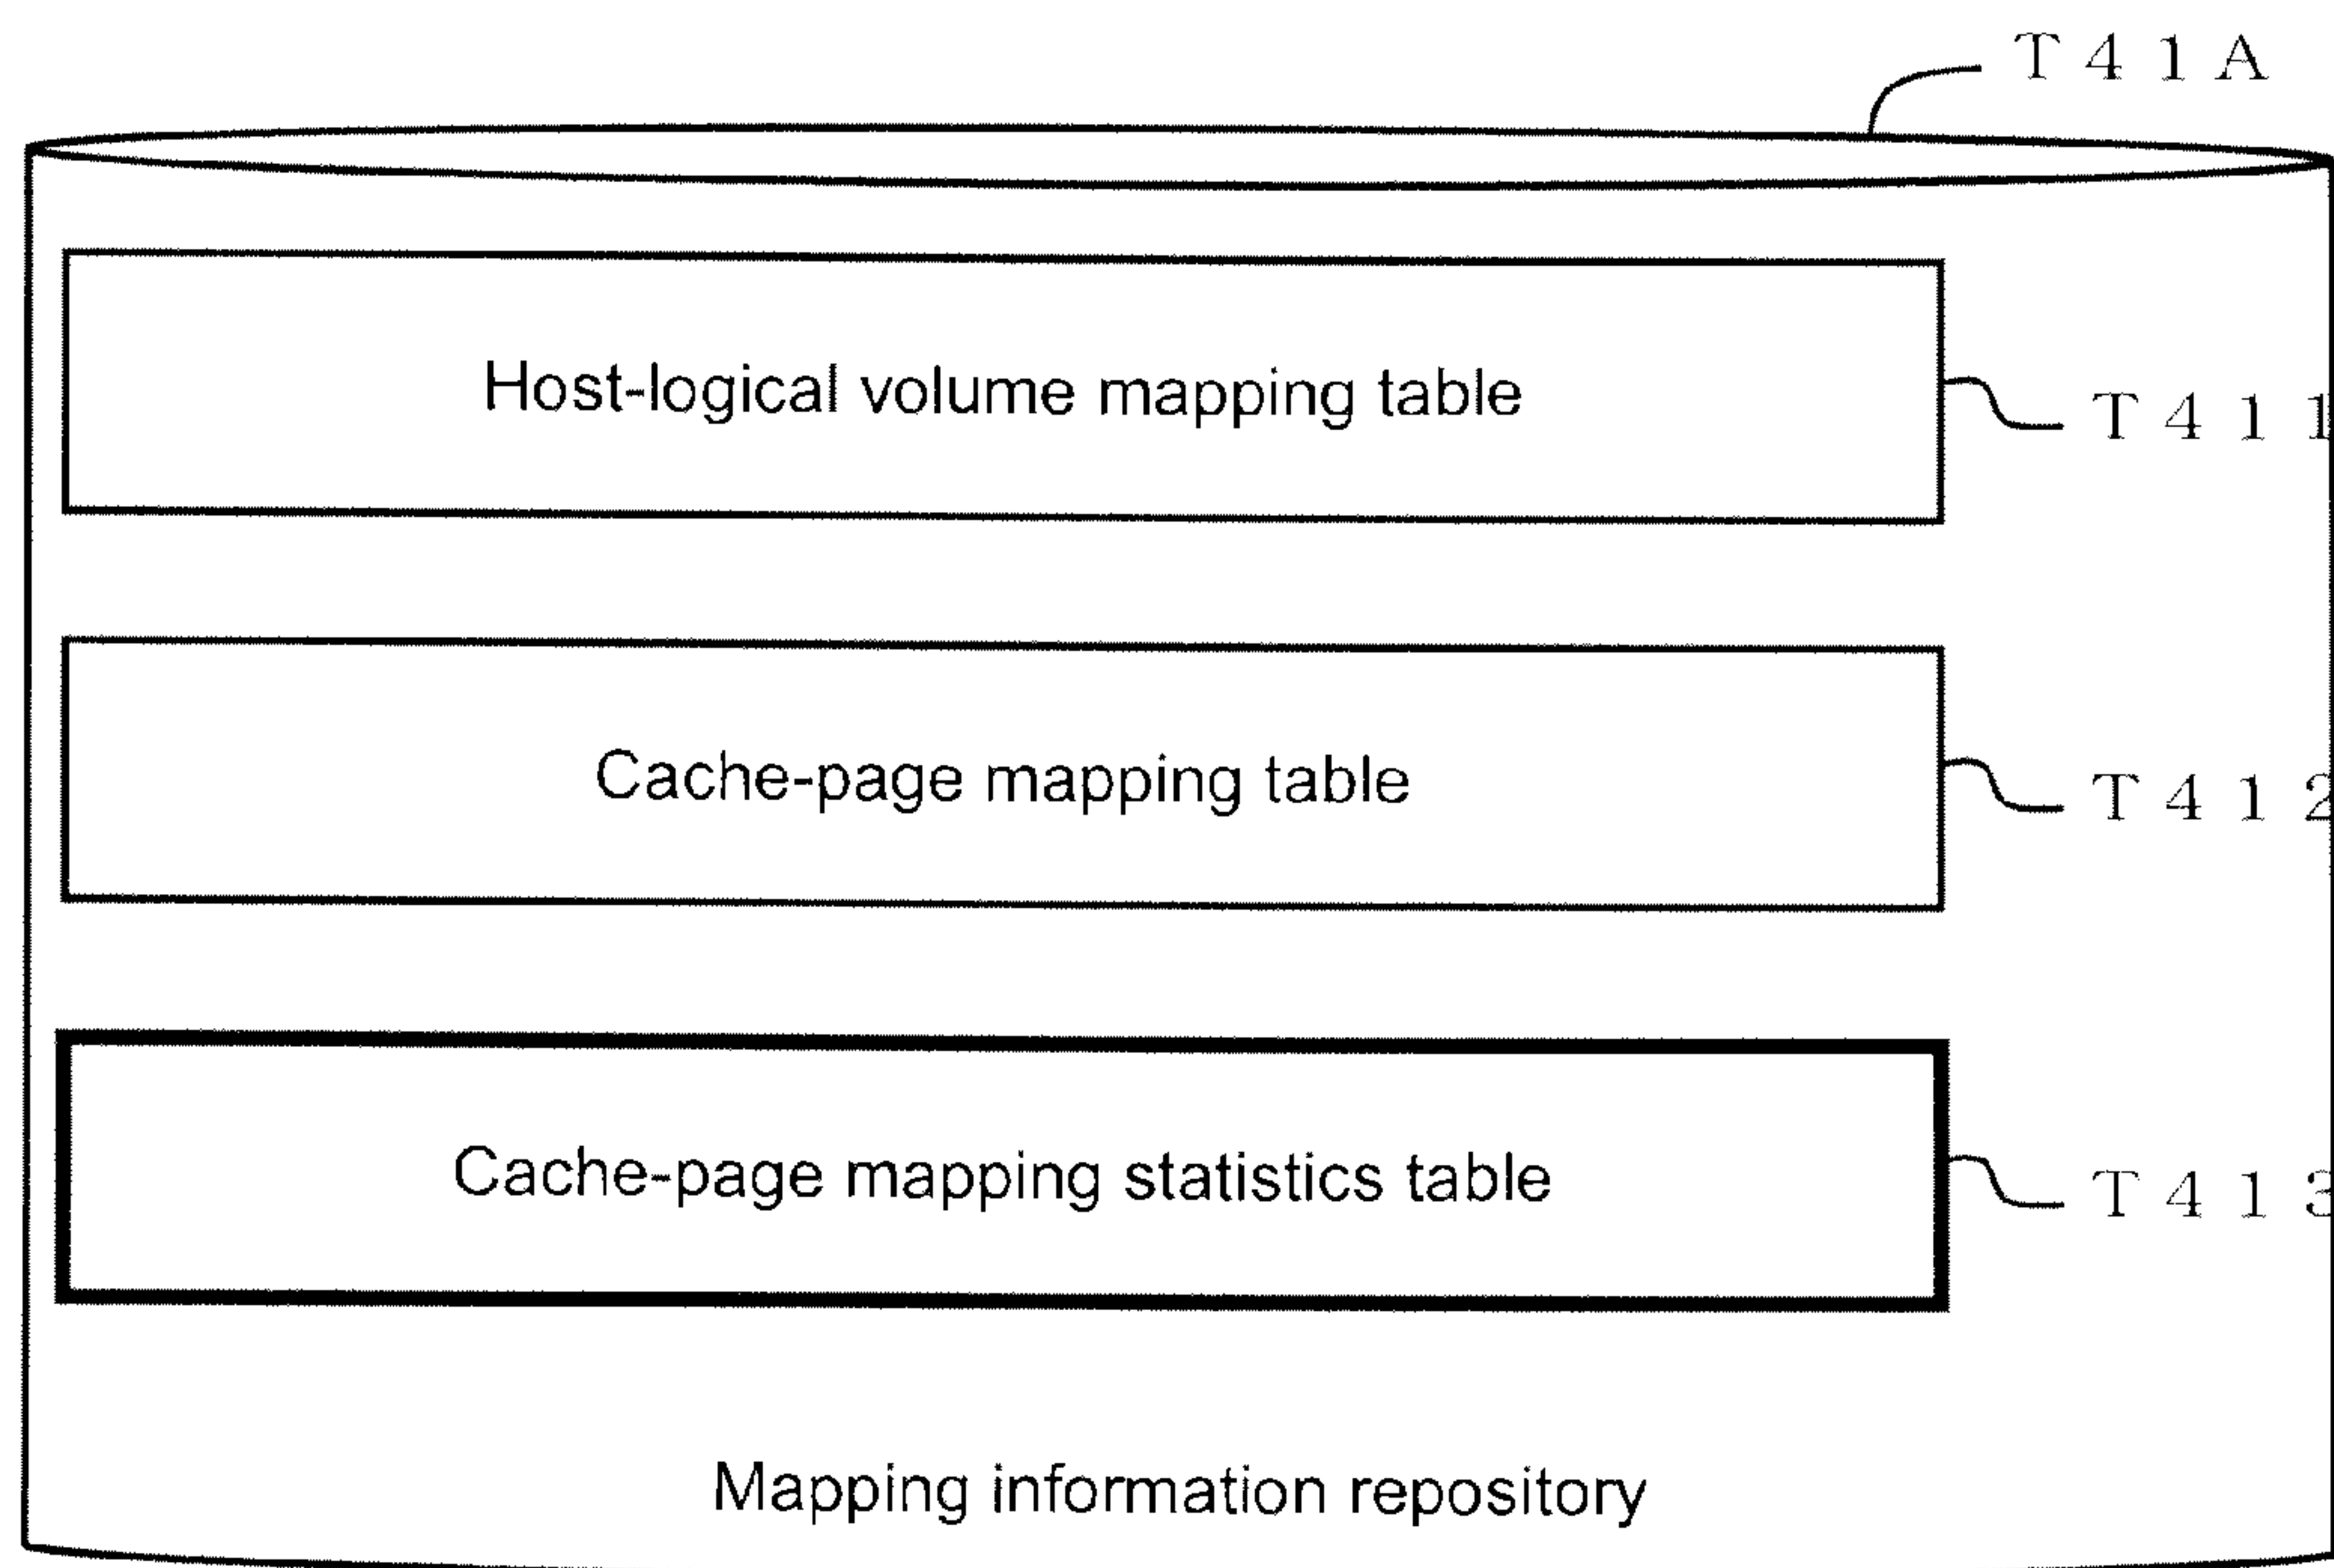 T41A
Host-logical volume mapping table
T411
Cache-page mapping table
T412
Cache-page mapping statistics table
T413
Mapping information repository